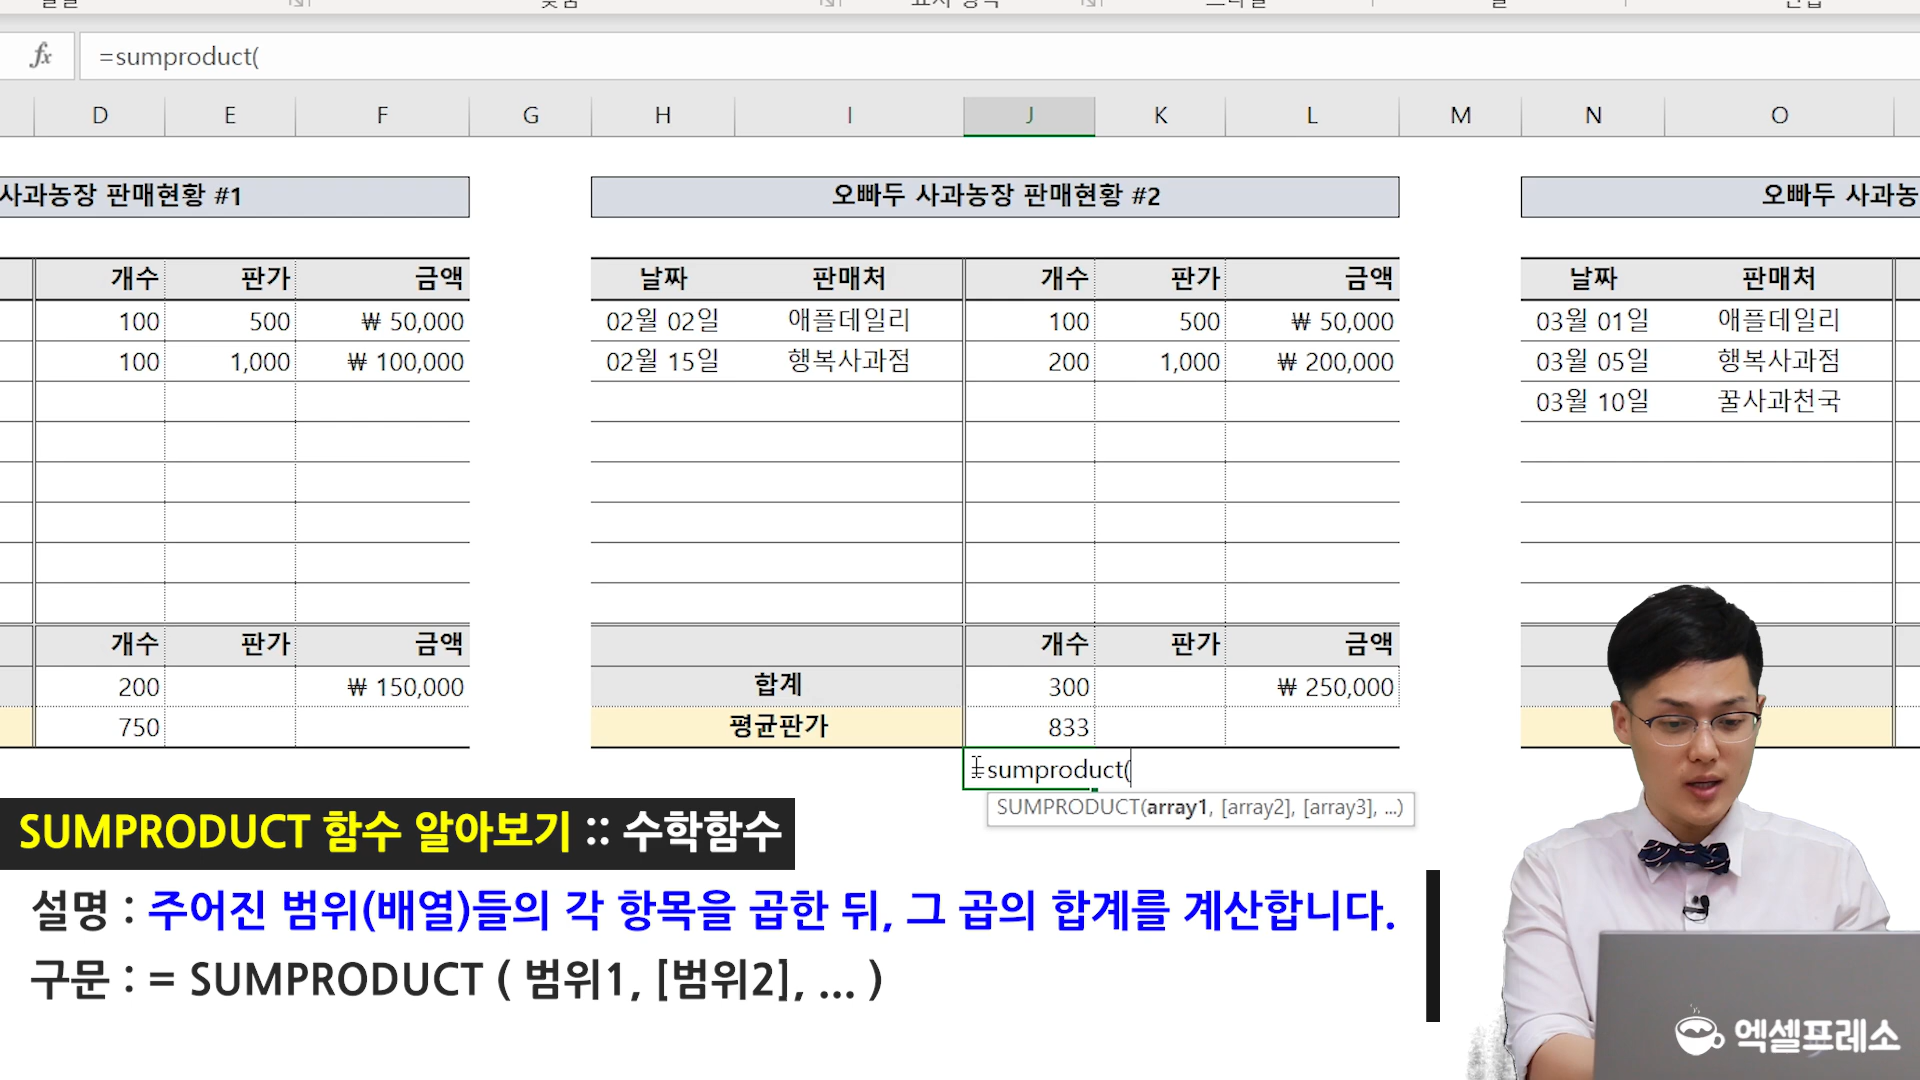 fx =sumproduct(
D E F G H I J K L M N O
사과농장 판매현황 #1
오빠두 사과농장 판매현황 #2
오빠두 사과농
개수 판가 금액 날짜 판매처 개수 판가 금액 날짜 판매처
100 500 ₩ 50,000 02월 02일 애플데일리 100 500 ₩ 50,000 03월 01일 애플데일리
100 1,000 ₩ 100,000 02월 15일 행복사과점 200 1,000 ₩ 200,000 03월 05일 행복사과점
03월 10일 꿀사과천국
개수 판가 금액 개수 판가 금액
200 ₩ 150,000 합계 300 ₩ 250,000
750 평균판가 833
=sumproduct(
SUMPRODUCT(array1, [array2], [array3], ...)
SUMPRODUCT 함수 알아보기 :: 수학함수
설명 : 주어진 범위(배열)들의 각 항목을 곱한 뒤, 그 곱의 합계를 계산합니다.
구문 : = SUMPRODUCT ( 범위1, [범위2], ... )
엑셀프레소